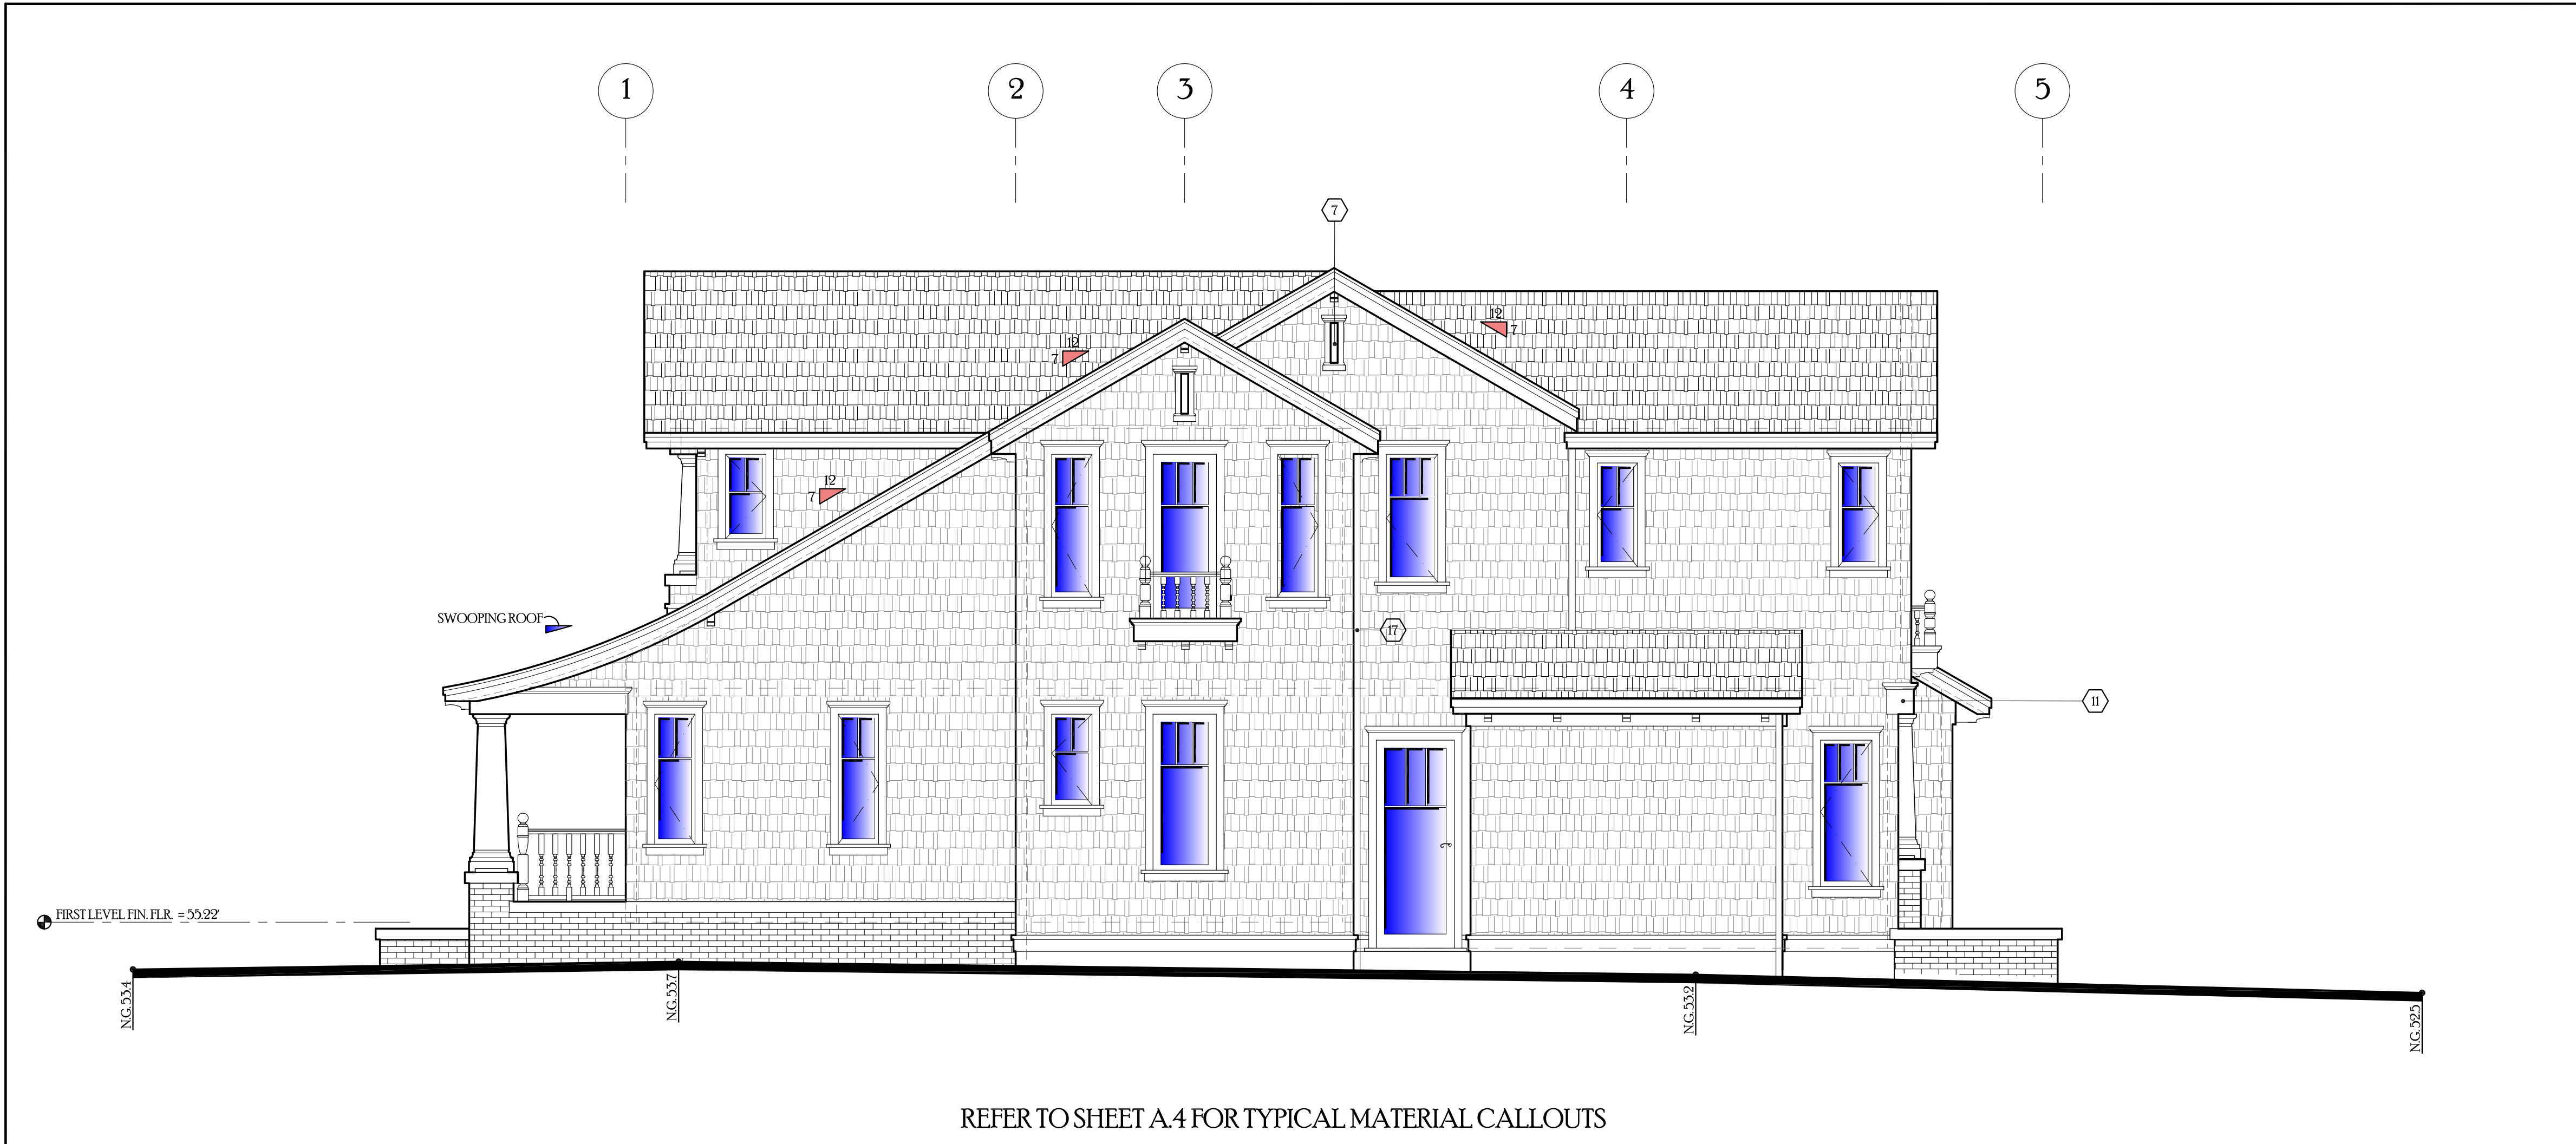 1
2
3
4
5
7
12
7
12
7
12
7
SWOOPING ROOF
17
11
FIRST LEVEL FIN. FLR. = 55.22'
N.G. 53.4
N.G. 53.7
N.G. 53.2
N.G. 52.5
REFER TO SHEET A.4 FOR TYPICAL MATERIAL CALLOUTS